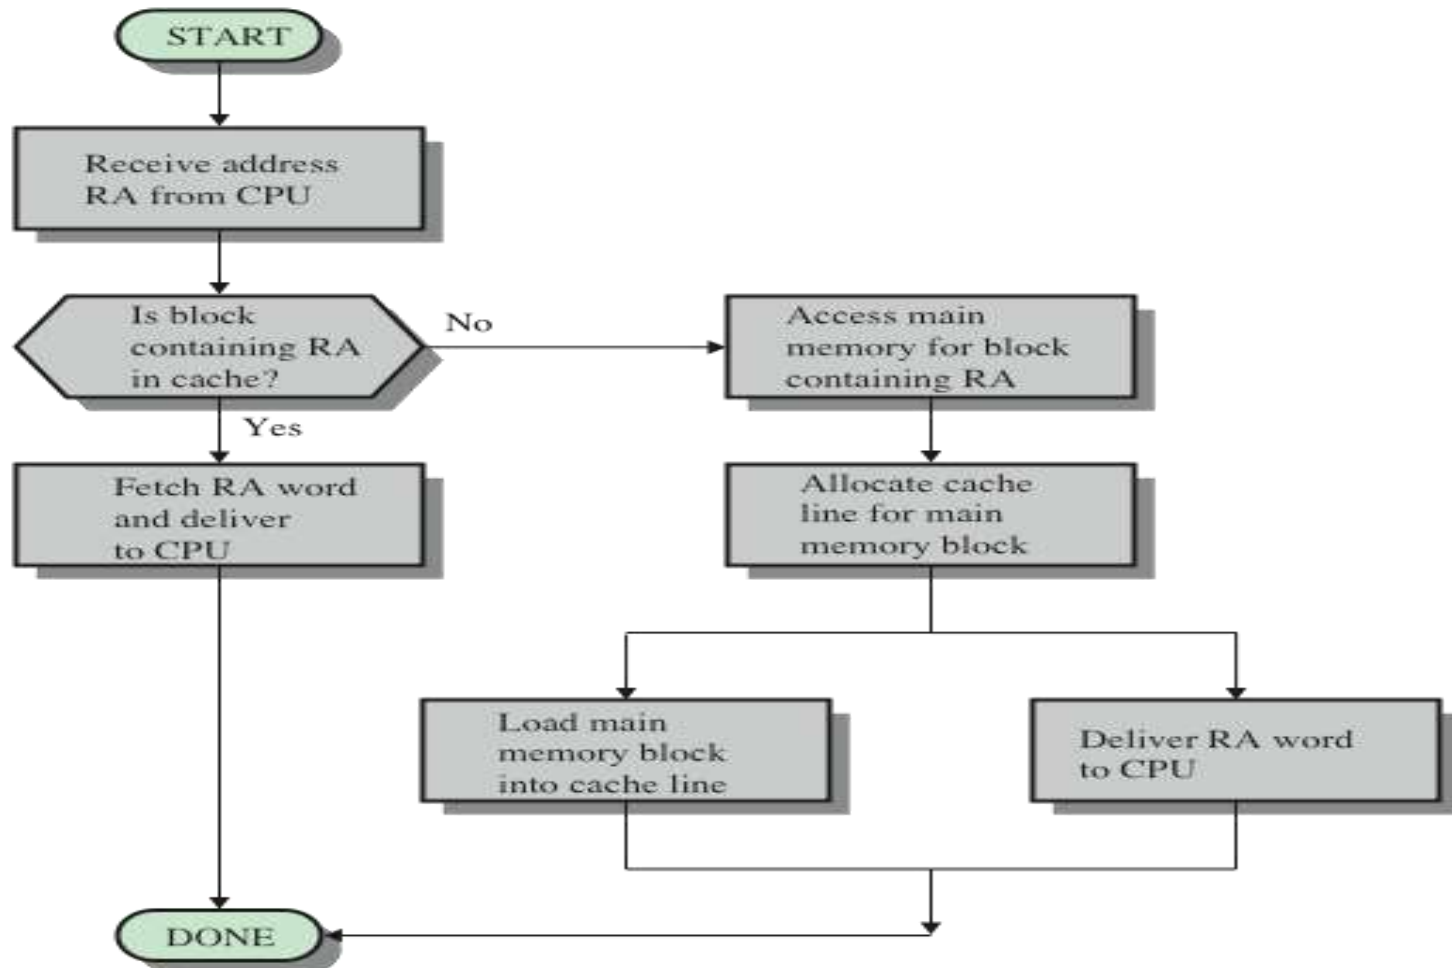 START
Receive address
RA from CPU
Is block
containing RA
in cache?
No
Yes
Access main
memory for block
containing RA
Fetch RA word
and deliver
to CPU
Allocate cache
line for main
memory block
Load main
memory block
into cache line
Deliver RA word
to CPU
DONE